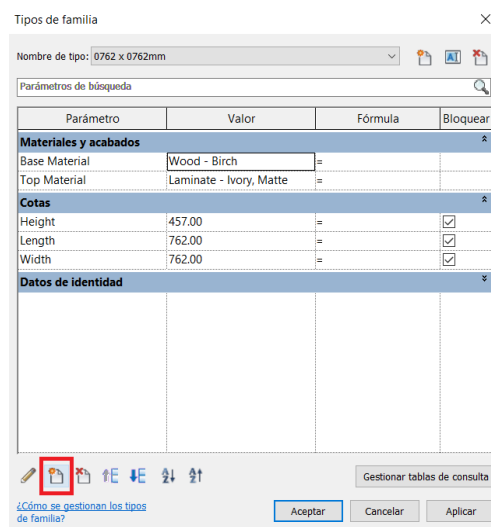 Tipos de familia
Nombre de tipo: 0762 x 0762mm
Parámetros de búsqueda
Parámetro Valor Fórmula Bloquear
Materiales y acabados
Base Material Wood - Birch =
Top Material Laminate - Ivory, Matte =
Cotas
Height 457.00 =
Length 762.00 =
Width 762.00 =
Datos de identidad
Gestionar tablas de consulta
¿Cómo se gestionan los tipos
de familia?
Aceptar Cancelar Aplicar